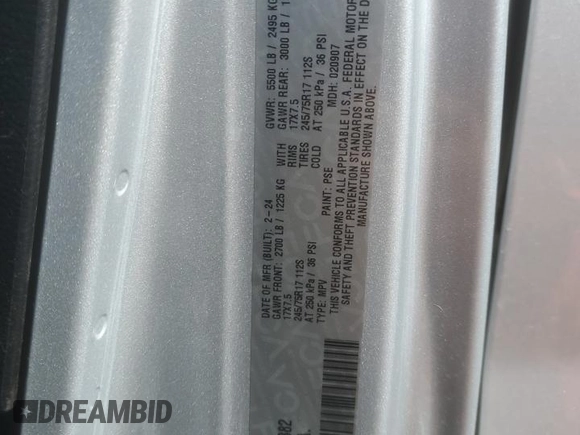 DATE OF MFR (BUILT): 2-24 GVWR: 5500 LB / 2495 KG
GAWR FRONT: 2700 LB / 1225 KG WITH GAWR REAR: 3000 LB /
17X7.5 RIMS 17X7.5
245/75R17 112S TIRES 245/75R17 112S
AT 250 kPa / 36 PSI COLD AT 250 kPa / 36 PSI
TYPE: MPV PAINT: PSE MDH: 020907
THIS VEHICLE CONFORMS TO ALL APPLICABLE U.S.A. FEDERAL MOTOR
SAFETY AND THEFT PREVENTION STANDARDS IN EFFECT ON THE D
MANUFACTURE SHOWN ABOVE.
DREAMBID